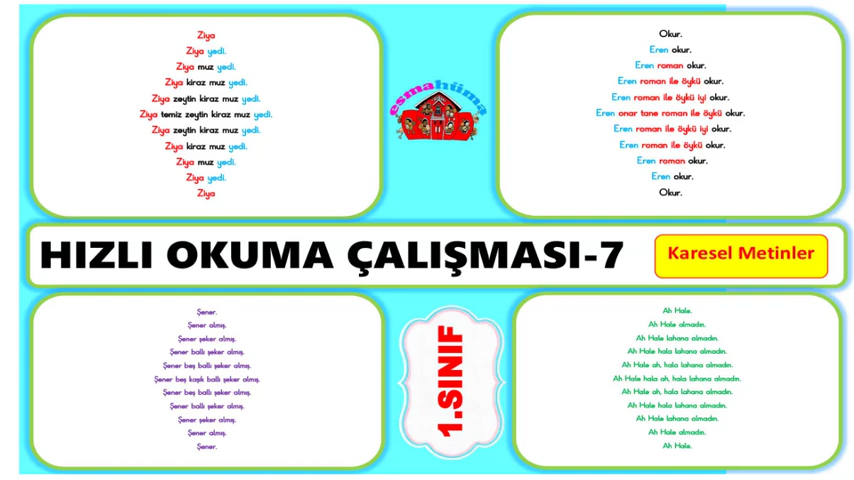 Ziya
Ziya yedi.
Ziya muz yedi.
Ziya kiraz muz yedi.
Ziya zeytin kiraz muz yedi.
Ziya temiz zeytin kiraz muz yedi.
Ziya zeytin kiraz muz yedi.
Ziya kiraz muz yedi.
Ziya muz yedi.
Ziya yedi.
Ziya
esmahüma
Okur.
Eren okur.
Eren roman okur.
Eren roman ile öykü okur.
Eren roman ile öykü iyi okur.
Eren onar tane roman ile öykü okur.
Eren roman ile öykü iyi okur.
Eren roman ile öykü okur.
Eren roman okur.
Eren okur.
Okur.
HIZLI OKUMA ÇALIŞMASI-7
Karesel Metinler
Şener.
Şener almış.
Şener şeker almış.
Şener ballı şeker almış.
Şener beş ballı şeker almış.
Şener beş kaşık ballı şeker almış.
Şener beş ballı şeker almış.
Şener ballı şeker almış.
Şener şeker almış.
Şener almış.
Şener.
1.SINIF
Ah Hale.
Ah Hale almadın.
Ah Hale lahana almadın.
Ah Hale hala lahana almadın.
Ah Hale ah, hala lahana almadın.
Ah Hale hala ah, hala lahana almadın.
Ah Hale ah, hala lahana almadın.
Ah Hale hala lahana almadın.
Ah Hale lahana almadın.
Ah Hale almadın.
Ah Hale.